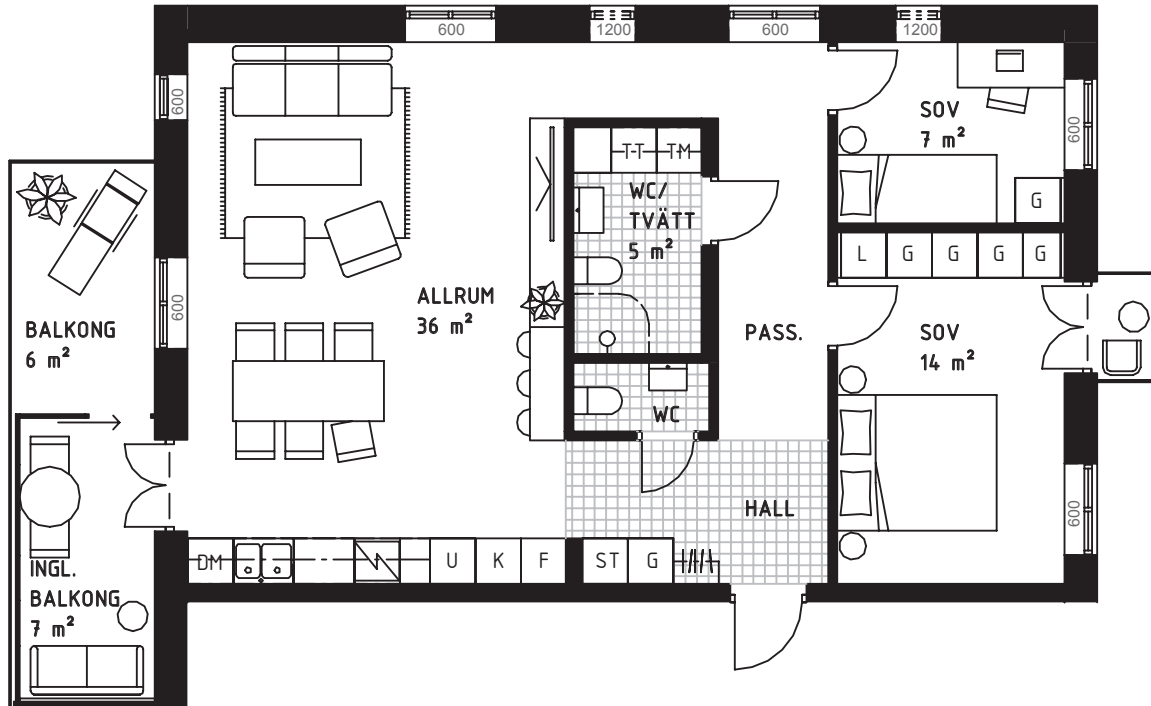 600
1200
600
1200
600
SOV
7 m²
600
T-T
TM
WC/
TVÄTT
5 m²
G
L
G
G
G
G
600
ALLRUM
36 m²
BALKONG
6 m²
PASS.
SOV
14 m²
WC
HALL
600
DM
U
K
F
ST
G
INGL.
BALKONG
7 m²